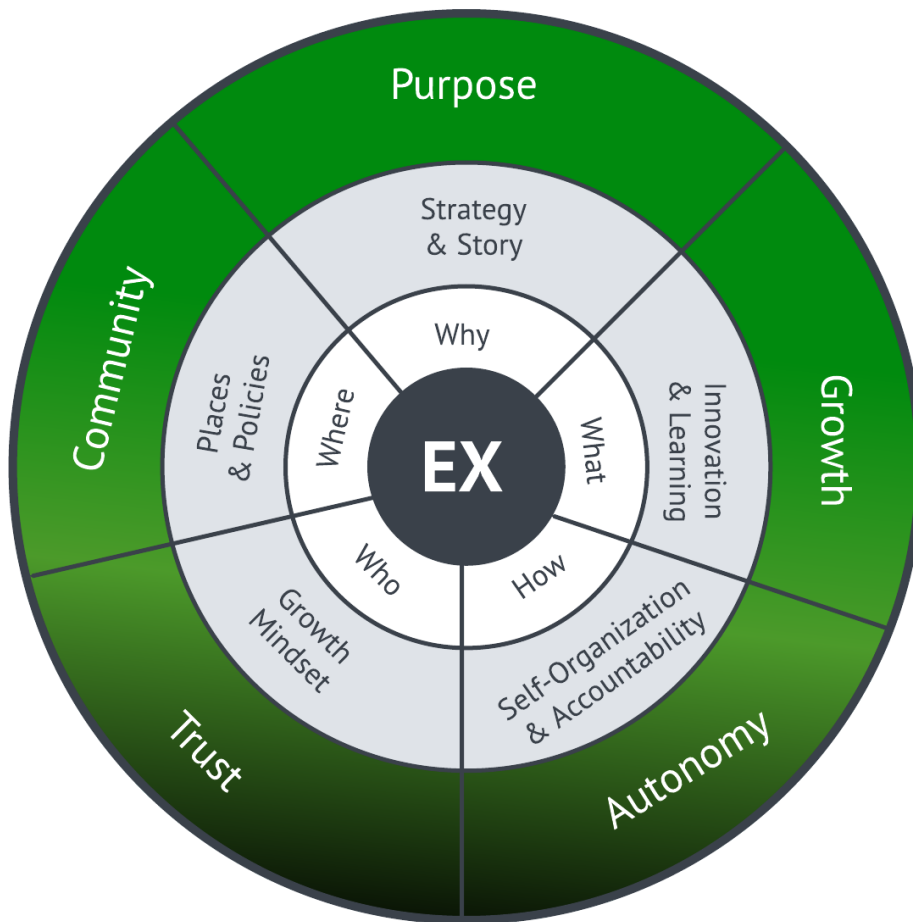 Purpose
Strategy
& Story
Why
Growth
Innovation
& Learning
What
Autonomy
Self-Organization
& Accountability
How
Trust
Growth
Mindset
Who
Community
Places
& Policies
Where
EX